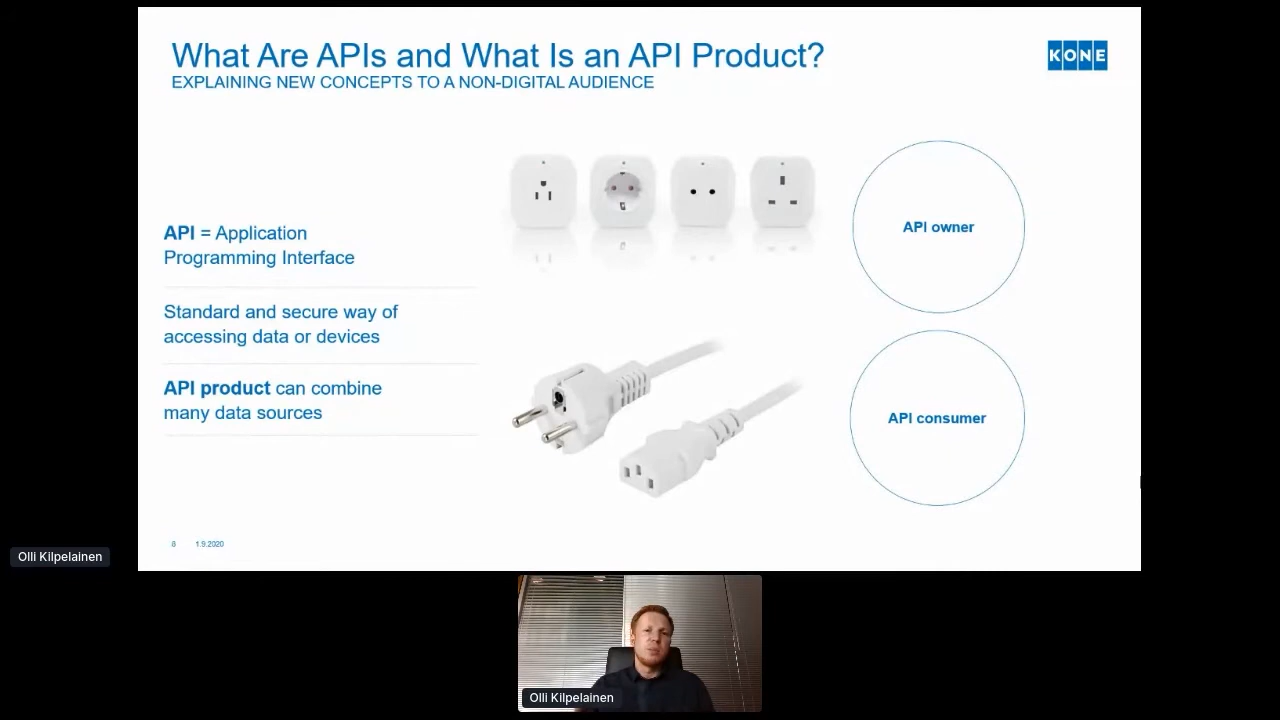 What Are APIs and What Is an API Product?
EXPLAINING NEW CONCEPTS TO A NON-DIGITAL AUDIENCE
KONE
API = Application
Programming Interface
Standard and secure way of
accessing data or devices
API product can combine
many data sources
API owner
API consumer
8 1.9.2020
Olli Kilpelainen
Olli Kilpelainen